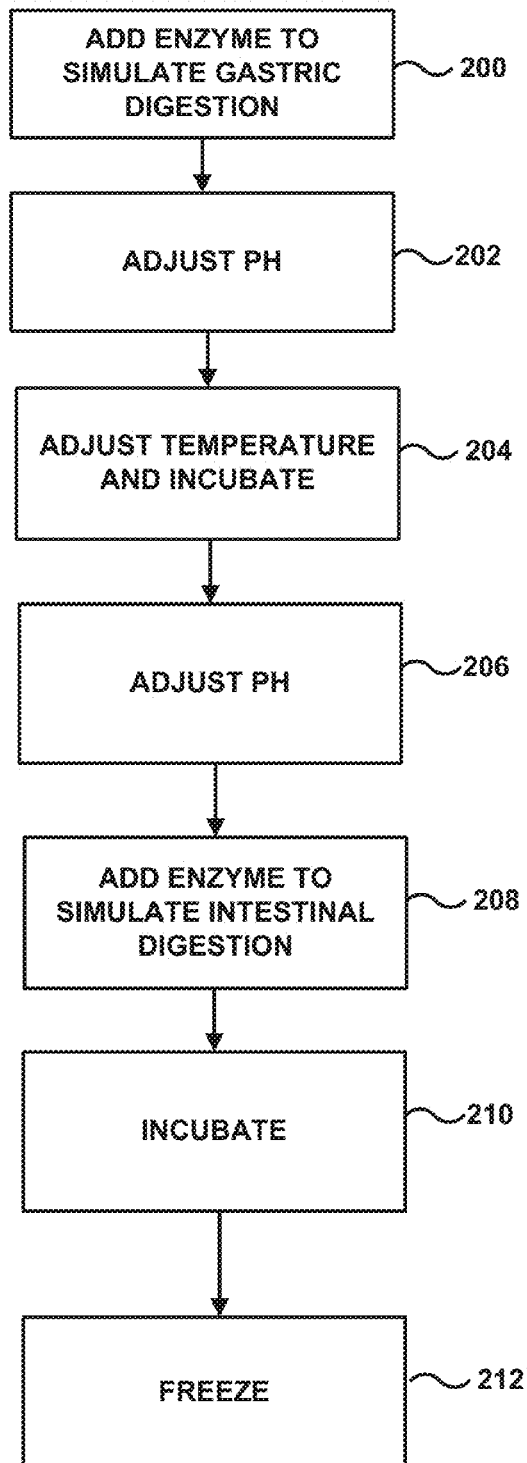 ADD ENZYME TO
SIMULATE GASTRIC
DIGESTION
200
ADJUST PH
202
ADJUST TEMPERATURE
AND INCUBATE
204
ADJUST PH
206
ADD ENZYME TO
SIMULATE INTESTINAL
DIGESTION
208
INCUBATE
210
FREEZE
212